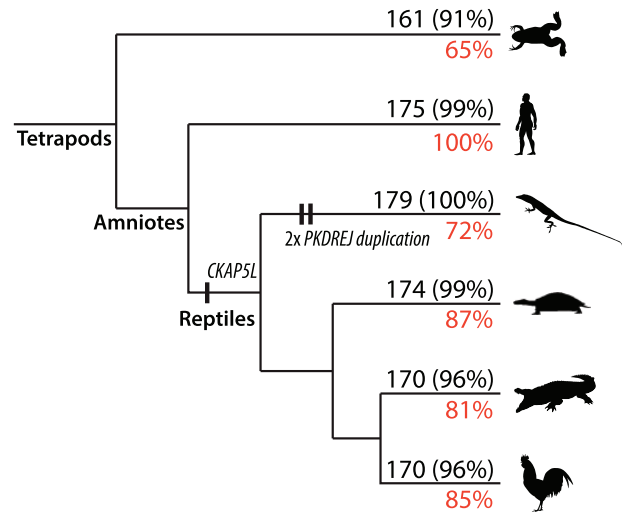 161 (91%)
65%
175 (99%)
100%
Tetrapods
179 (100%)
Amniotes
2x PKDREJ duplication 72%
CKAP5L
174 (99%)
Reptiles
87%
170 (96%)
81%
170 (96%)
85%